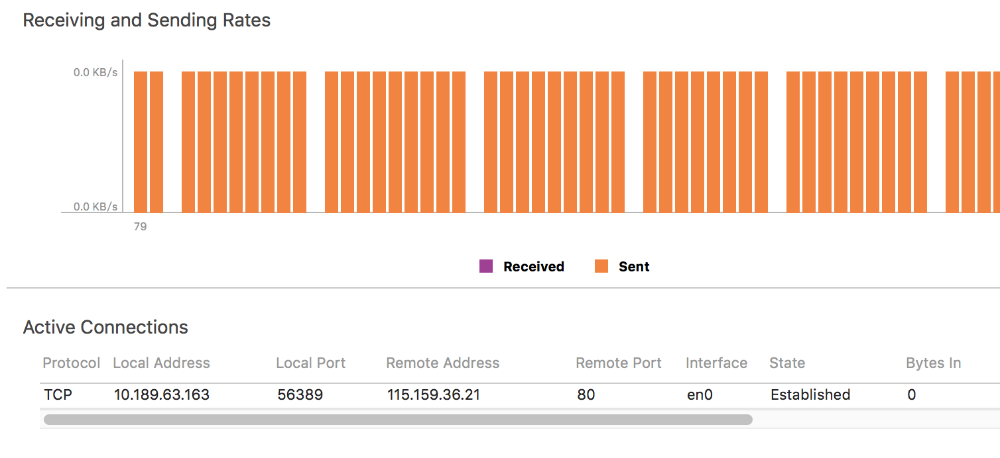 Receiving and Sending Rates
0.0 KB/s
0.0 KB/s
79
Received Sent
Active Connections
Protocol Local Address Local Port Remote Address Remote Port Interface State Bytes In
TCP 10.189.63.163 56389 115.159.36.21 80 en0 Established 0